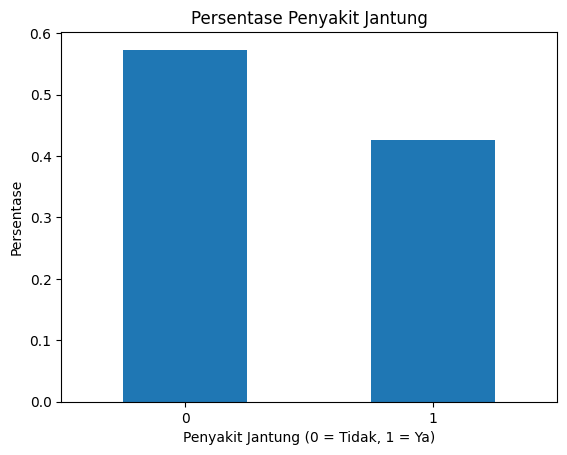 Persentase Penyakit Jantung
0.6
0.5
0.4
0.3
0.2
0.1
0.0
Persentase
0 1
Penyakit Jantung (0 = Tidak, 1 = Ya)